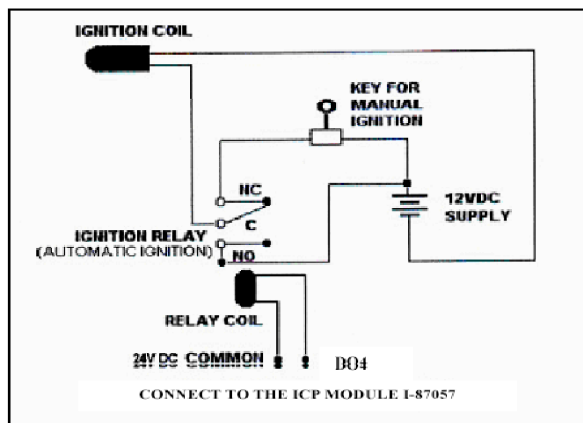 IGNITION COIL
KEY FOR
MANUAL
IGNITION
NC
C
12VDC
SUPPLY
IGNITION RELAY
(AUTOMATIC IGNITION)
NO
RELAY COIL
24V DC COMMON
DO4
CONNECT TO THE ICP MODULE I-87057